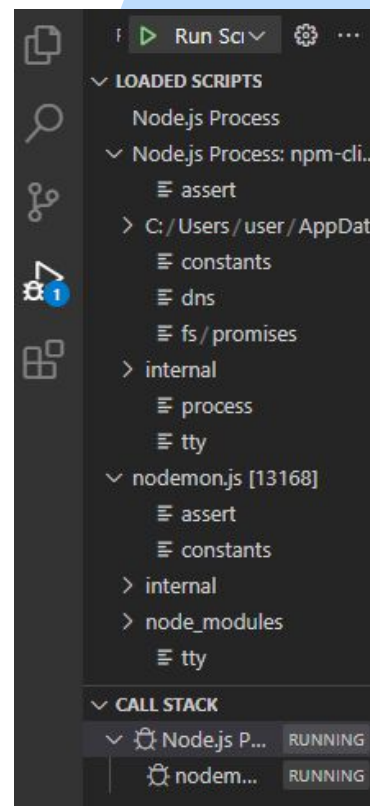 Run Scr
LOADED SCRIPTS
Node.js Process
Node.js Process: npm-cli..
assert
C:/Users/user/AppDat
constants
dns
fs/promises
internal
process
tty
nodemon.js [13168]
assert
constants
internal
node_modules
tty
CALL STACK
Node.js P... RUNNING
nodem... RUNNING
1